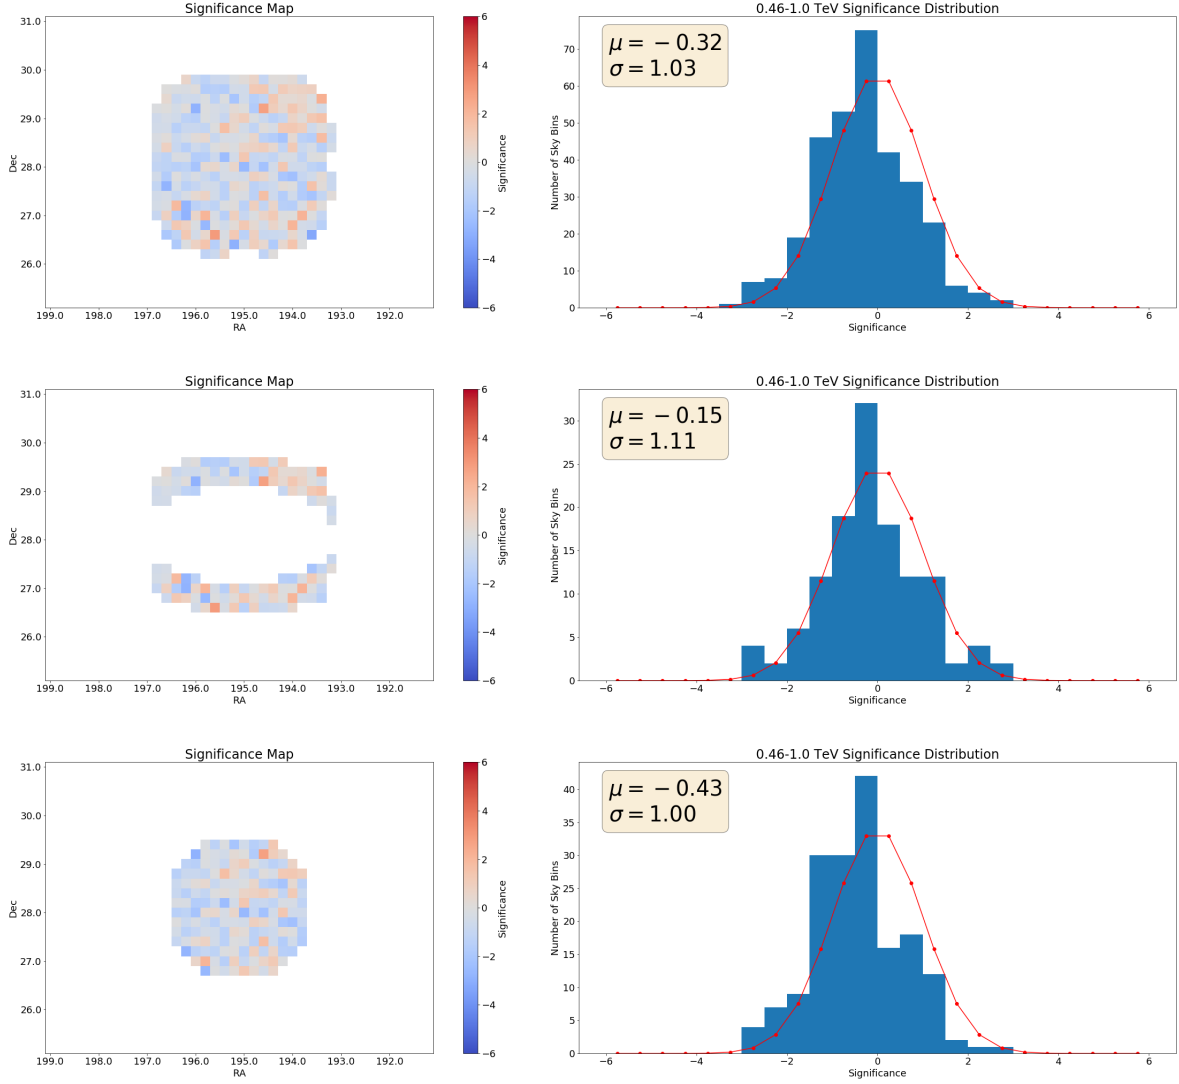 Significance Map
31.0
30.0
29.0
28.0
27.0
26.0
Dec
199.0 198.0 197.0 196.0 195.0 194.0 193.0 192.0
RA
6
4
2
0
−2
−4
−6
Significance
0.46-1.0 TeV Significance Distribution
μ = −0.32
σ = 1.03
70
60
50
40
30
20
10
0
Number of Sky Bins
−6 −4 −2 0 2 4 6
Significance
Significance Map
31.0
30.0
29.0
28.0
27.0
26.0
Dec
199.0 198.0 197.0 196.0 195.0 194.0 193.0 192.0
RA
6
4
2
0
−2
−4
−6
Significance
0.46-1.0 TeV Significance Distribution
μ = −0.15
σ = 1.11
30
25
20
15
10
5
0
Number of Sky Bins
−6 −4 −2 0 2 4 6
Significance
Significance Map
31.0
30.0
29.0
28.0
27.0
26.0
Dec
199.0 198.0 197.0 196.0 195.0 194.0 193.0 192.0
RA
6
4
2
0
−2
−4
−6
Significance
0.46-1.0 TeV Significance Distribution
μ = −0.43
σ = 1.00
40
35
30
25
20
15
10
5
0
Number of Sky Bins
−6 −4 −2 0 2 4 6
Significance